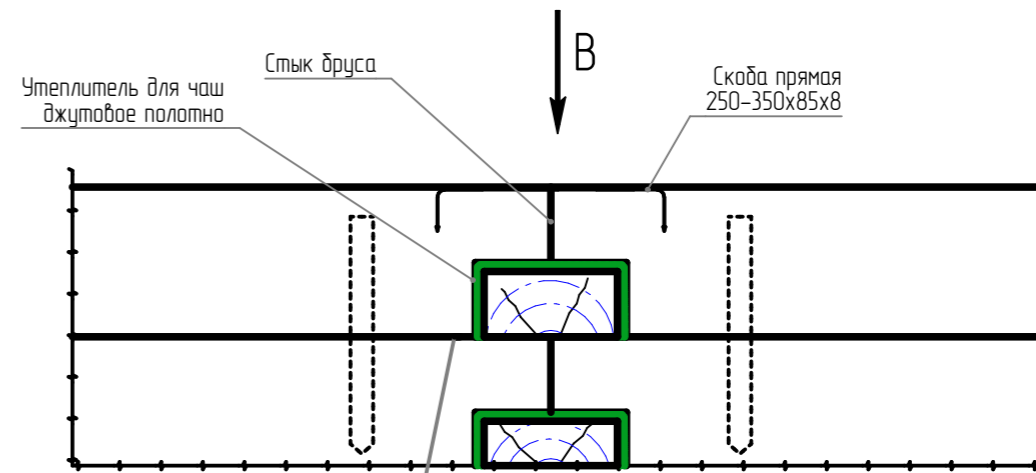 Утеплитель для чаш
джутовое полотно
Стык бруса
В
Скоба прямая
250-350х85х8